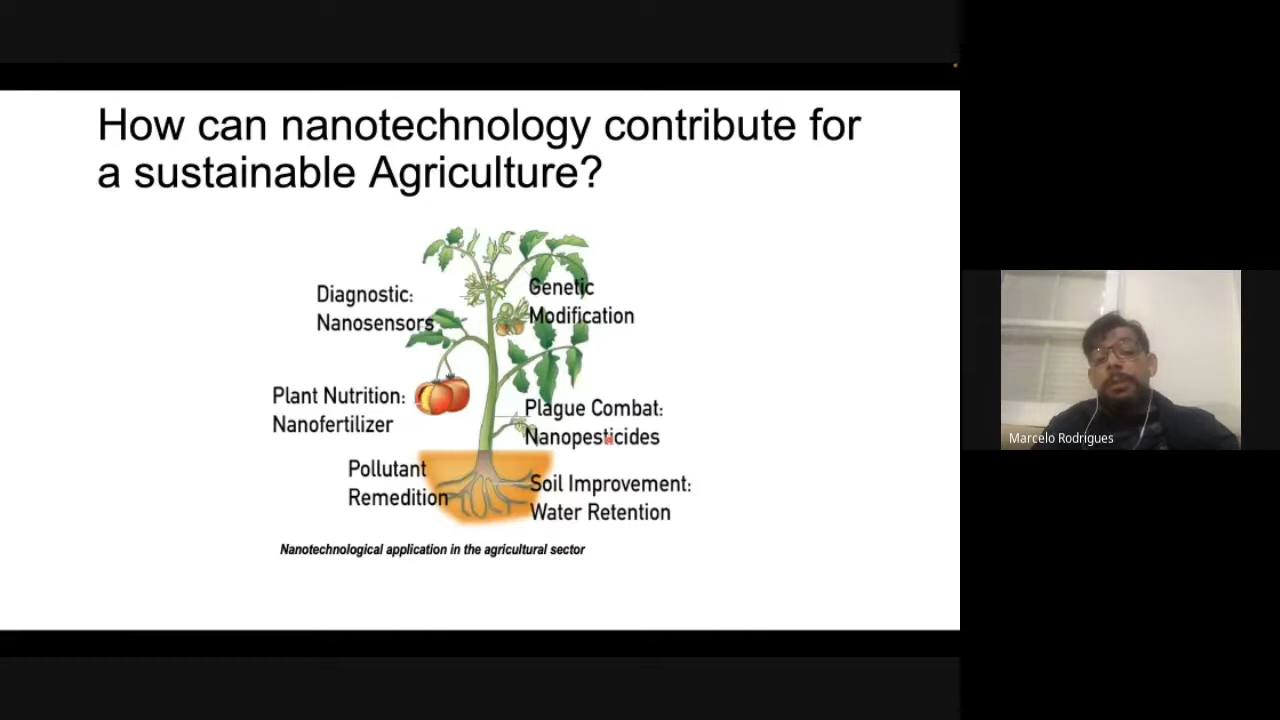 How can nanotechnology contribute for
a sustainable Agriculture?
Diagnostic:
Nanosensors
Genetic
Modification
Plant Nutrition:
Nanofertilizer
Plague Combat:
Nanopesticides
Pollutant
Remedition
Soil Improvement:
Water Retention
Nanotechnological application in the agricultural sector
Marcelo Rodrigues